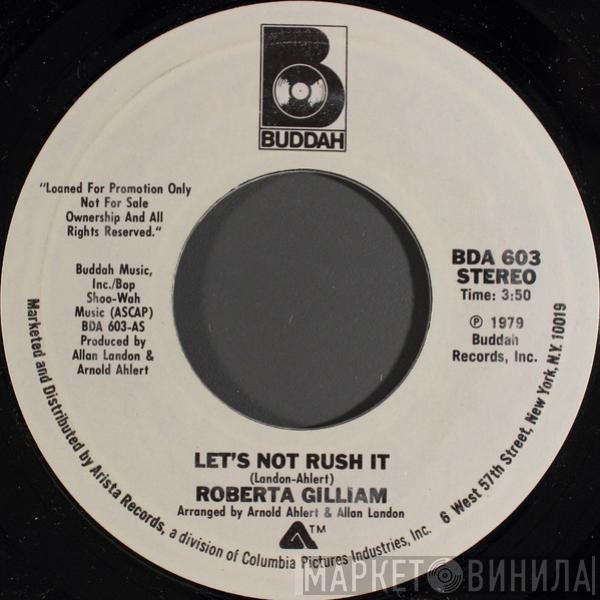 B
BUDDAH
"Loaned For Promotion Only
Not For Sale
Ownership And All
Rights Reserved."
Buddah Music,
Inc./Bop
Shoo-Wah
Music (ASCAP)
BDA 603-AS
Produced by
Allan Landon &
Arnold Ahlert
BDA 603
STEREO
Time: 3:50
℗ 1979
Buddah
Records, Inc.
LET'S NOT RUSH IT
(Landon-Ahlert)
ROBERTA GILLIAM
Arranged by Arnold Ahlert & Allan Landon
TM
Marketed and Distributed by Arista Records, a division of Columbia Pictures Industries, Inc. 6 West 57th Street, New York, N.Y. 10019
МАРКЕТ ВИНИЛА